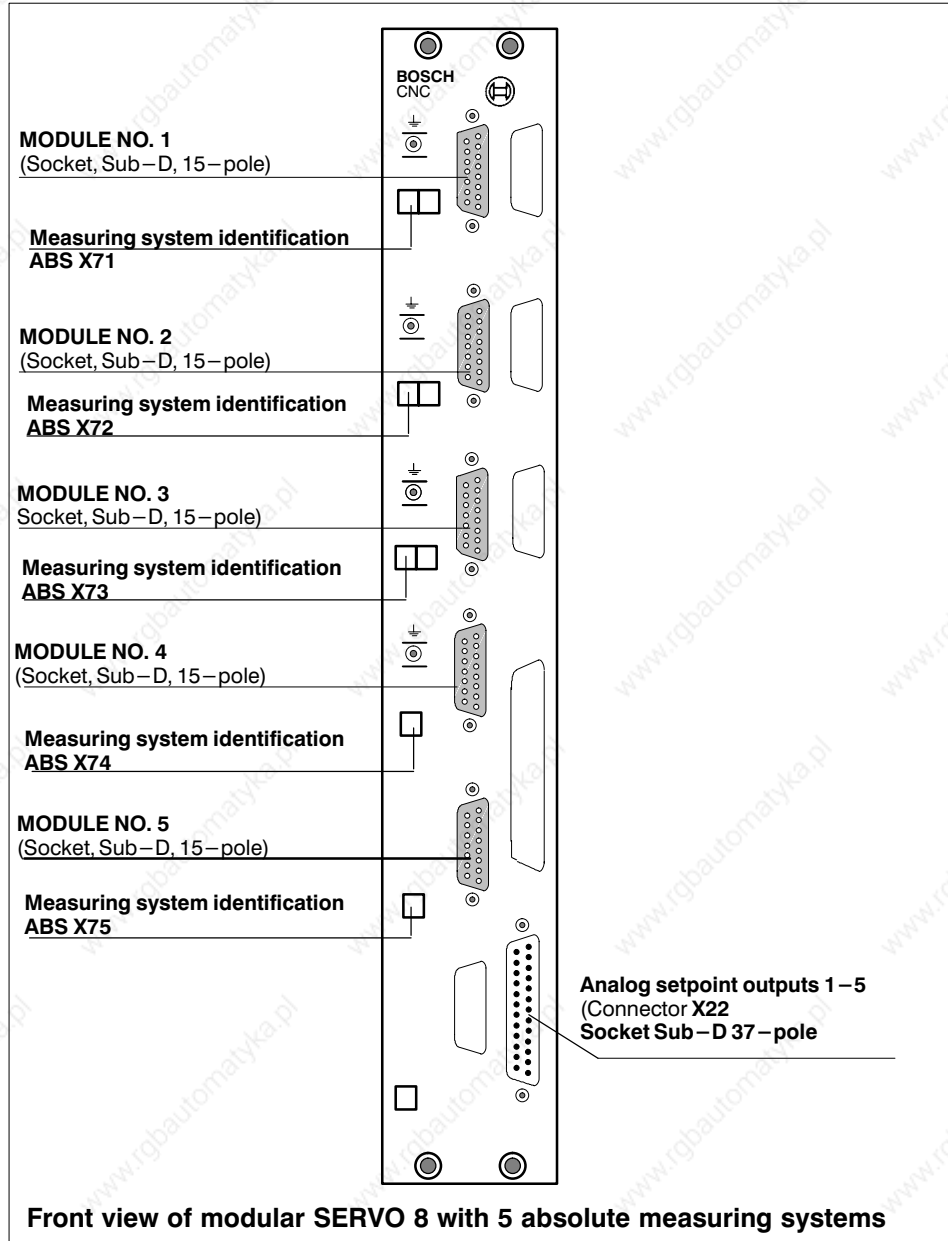 BOSCH
CNC
MODULE NO. 1
(Socket, Sub–D, 15–pole)
Measuring system identification
ABS X71
MODULE NO. 2
(Socket, Sub–D, 15–pole)
Measuring system identification
ABS X72
MODULE NO. 3
Socket, Sub–D, 15–pole)
Measuring system identification
ABS X73
MODULE NO. 4
(Socket, Sub–D, 15–pole)
Measuring system identification
ABS X74
MODULE NO. 5
(Socket, Sub–D, 15–pole)
Measuring system identification
ABS X75
Analog setpoint outputs 1–5
(Connector X22
Socket Sub–D 37–pole
Front view of modular SERVO 8 with 5 absolute measuring systems
www.rgbautomatyka.pl